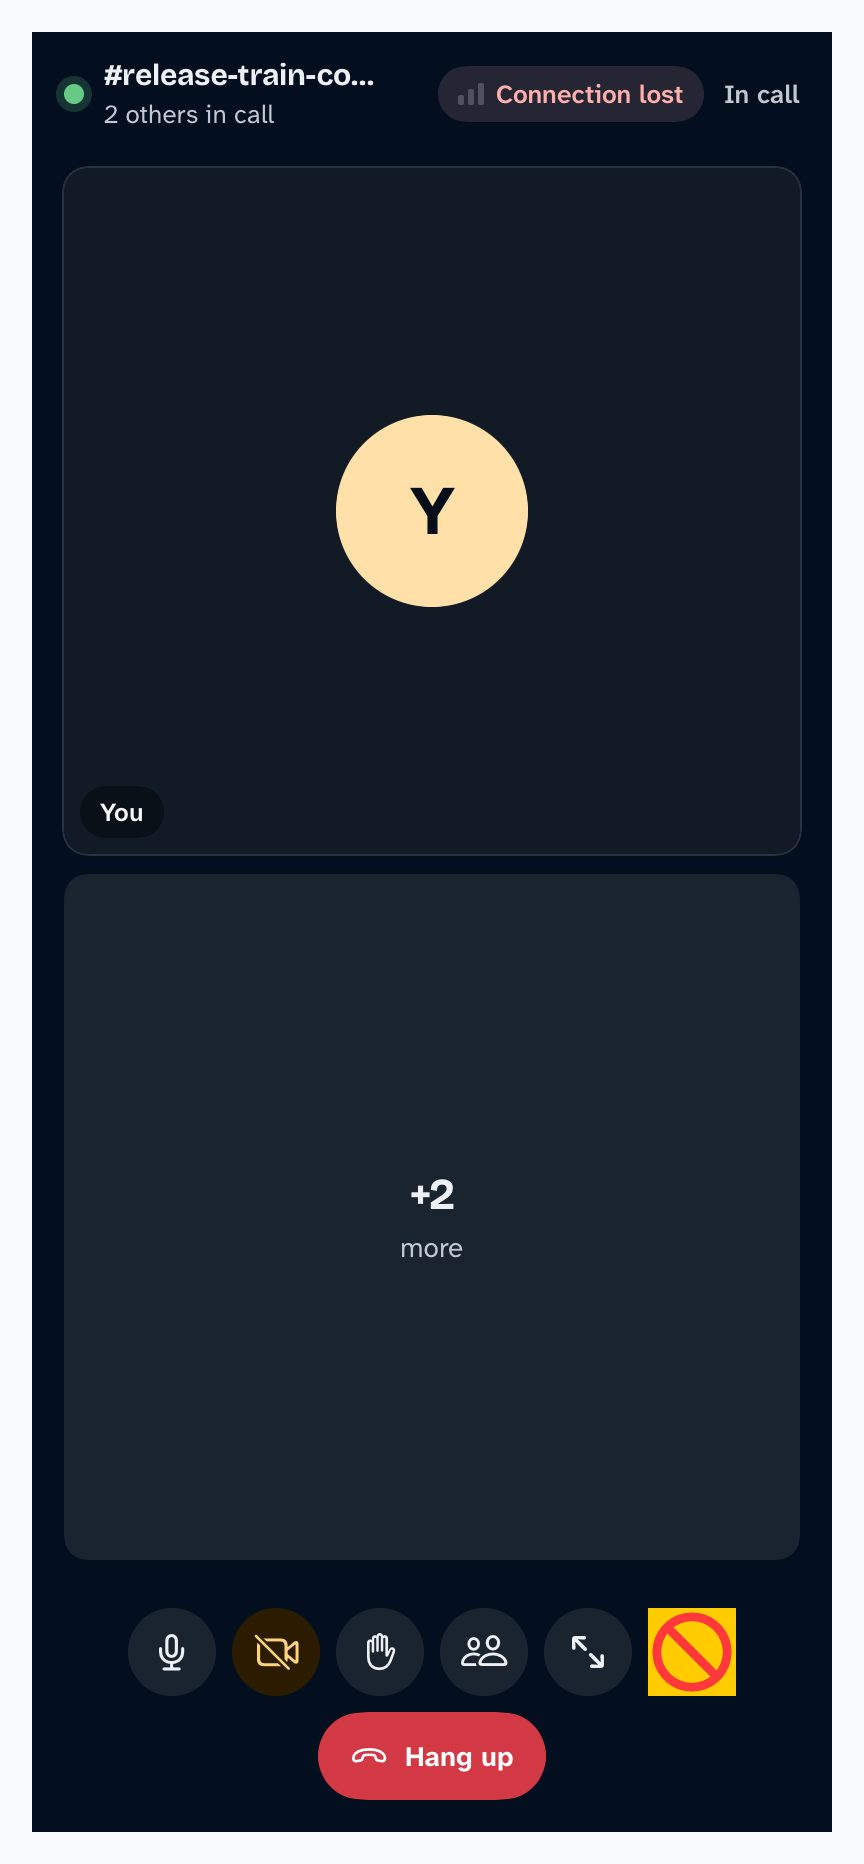 #release-train-co...
2 others in call
Connection lost
In call
Y
You
+2
more
Hang up